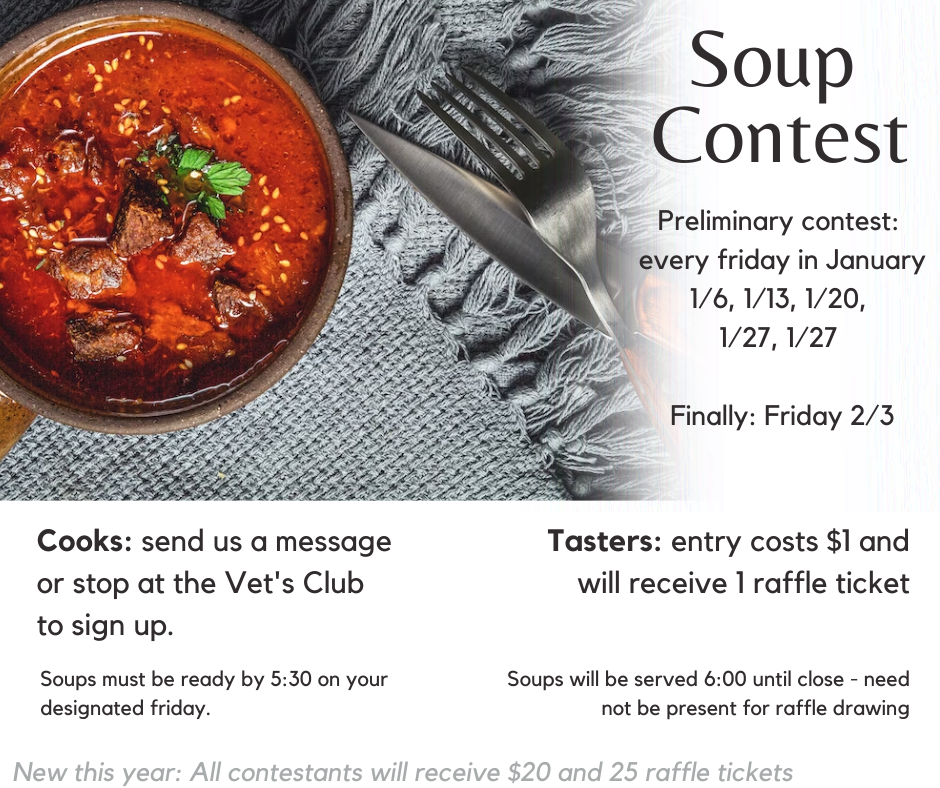 Soup
Contest
Preliminary contest:
every friday in January
1/6, 1/13, 1/20,
1/27, 1/27
Finally: Friday 2/3
Cooks: send us a message
or stop at the Vet's Club
to sign up.
Soups must be ready by 5:30 on your
designated friday.
Tasters: entry costs $1 and
will receive 1 raffle ticket
Soups will be served 6:00 until close - need
not be present for raffle drawing
New this year: All contestants will receive $20 and 25 raffle tickets